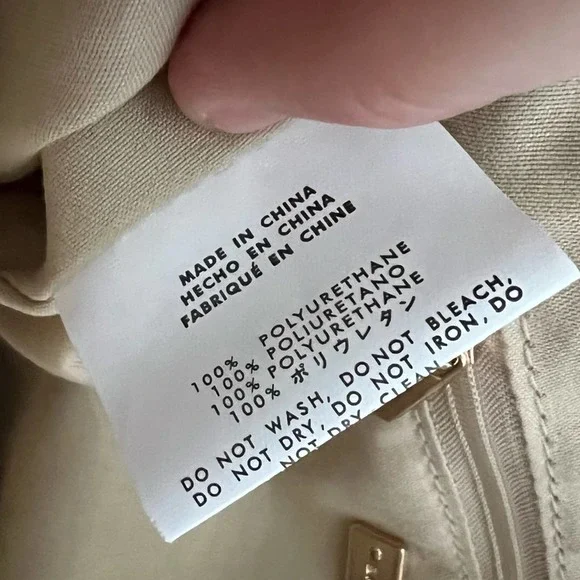 MADE IN CHINA
HECHO EN CHINA
FABRIQUÉ EN CHINE
100% POLYURETHANE
100% POLIURETANO
100% POLYURETHANE
100% ポリウレタン
DO NOT WASH, DO NOT BLEACH,
DO NOT DRY, DO NOT IRON, DO
NOT DRY CLEAN